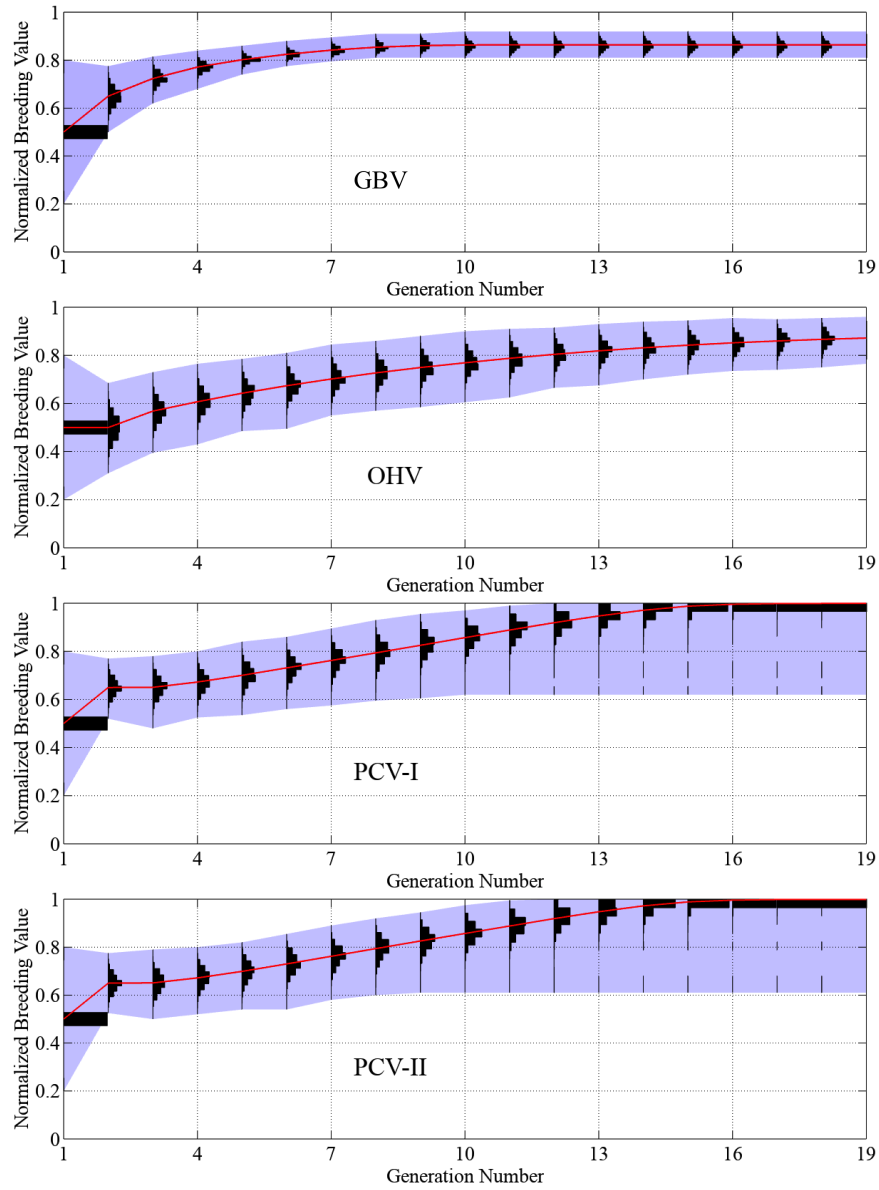 Normalized Breeding Value
1
0.8
0.6
0.4
0.2
0
GBV
1 4 7 10 13 16 19
Generation Number
Normalized Breeding Value
1
0.8
0.6
0.4
0.2
0
OHV
1 4 7 10 13 16 19
Generation Number
Normalized Breeding Value
1
0.8
0.6
0.4
0.2
0
PCV-I
1 4 7 10 13 16 19
Generation Number
Normalized Breeding Value
1
0.8
0.6
0.4
0.2
0
PCV-II
1 4 7 10 13 16 19
Generation Number